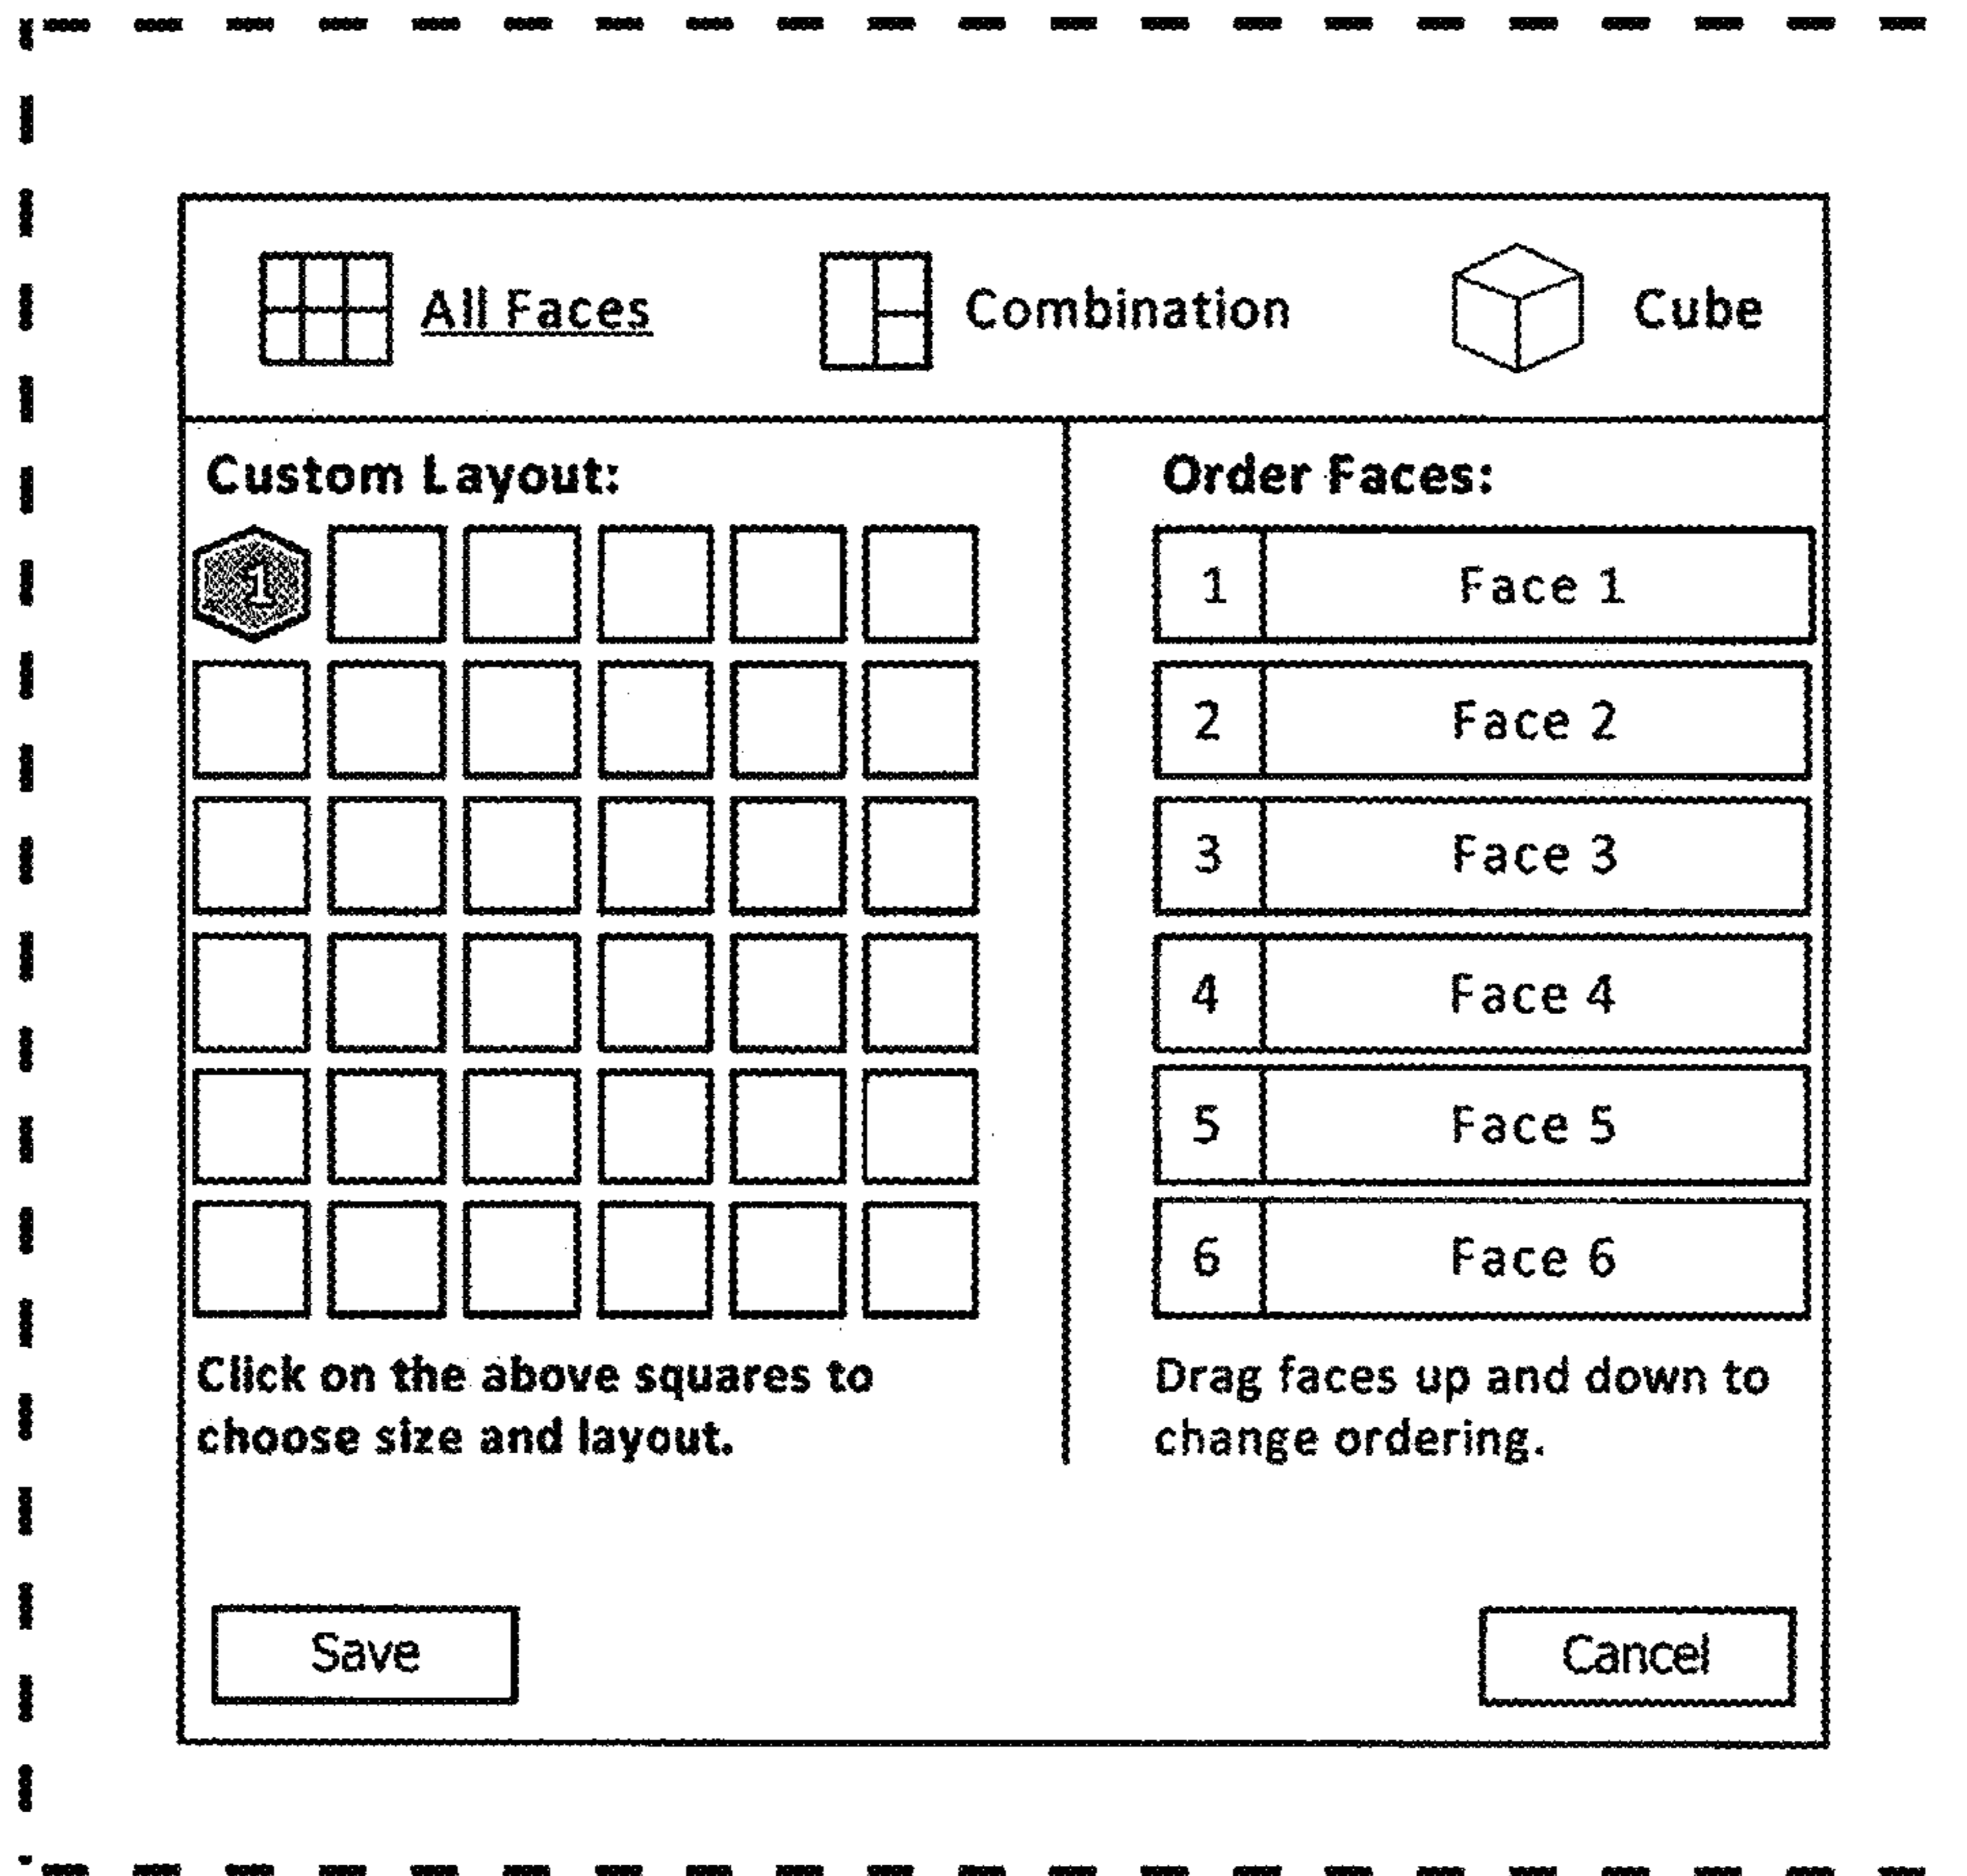 All Faces
Combination
Cube
Custom Layout:
1
Click on the above squares to
choose size and layout.
Order Faces:
1 Face 1
2 Face 2
3 Face 3
4 Face 4
5 Face 5
6 Face 6
Drag faces up and down to
change ordering.
Save
Cancel